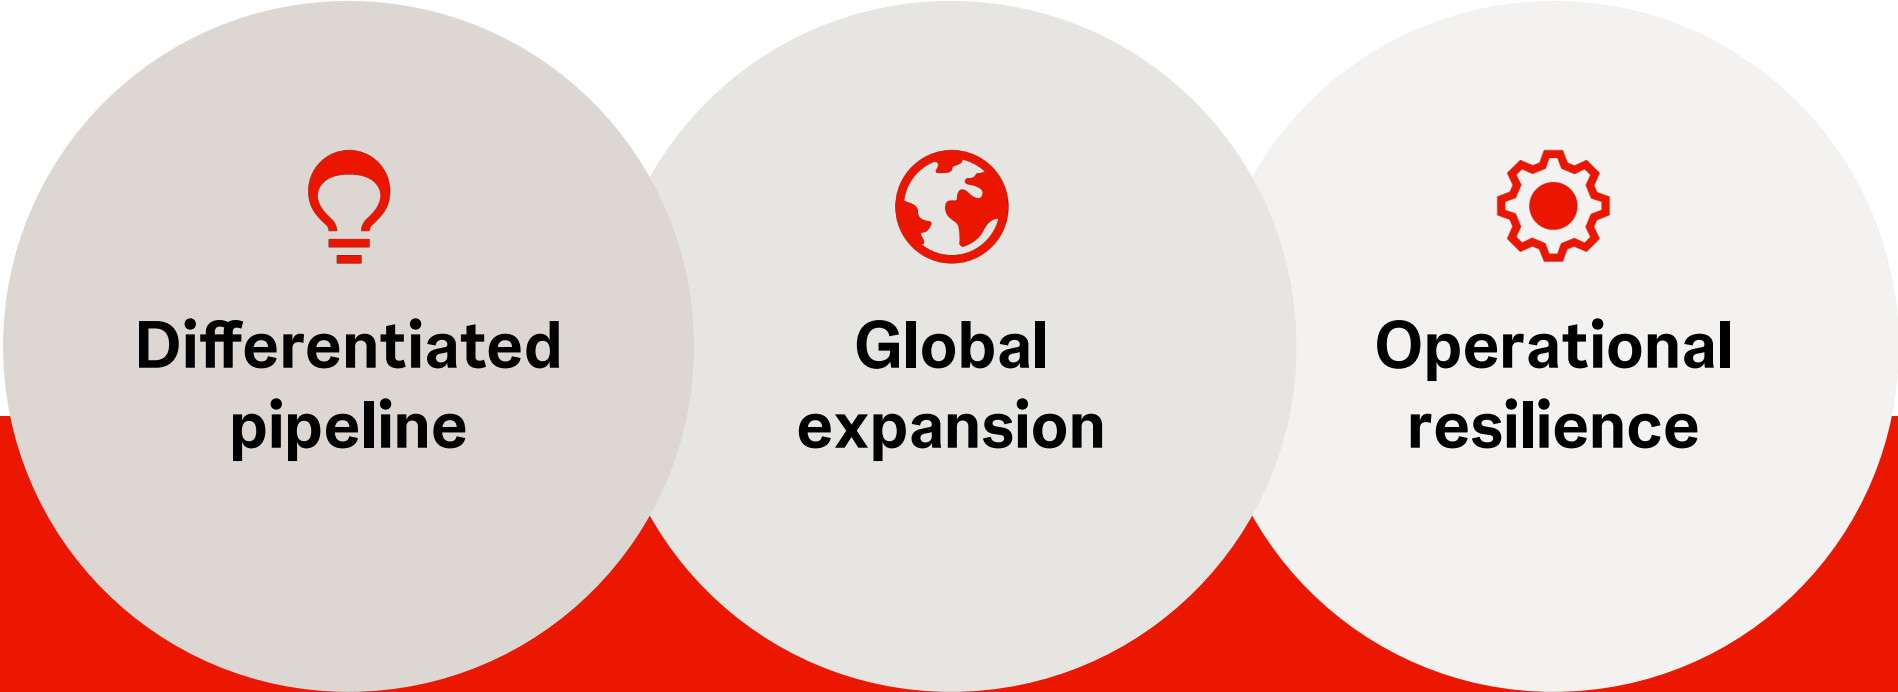 Differentiated
pipeline
Global
expansion
Operational
resilience